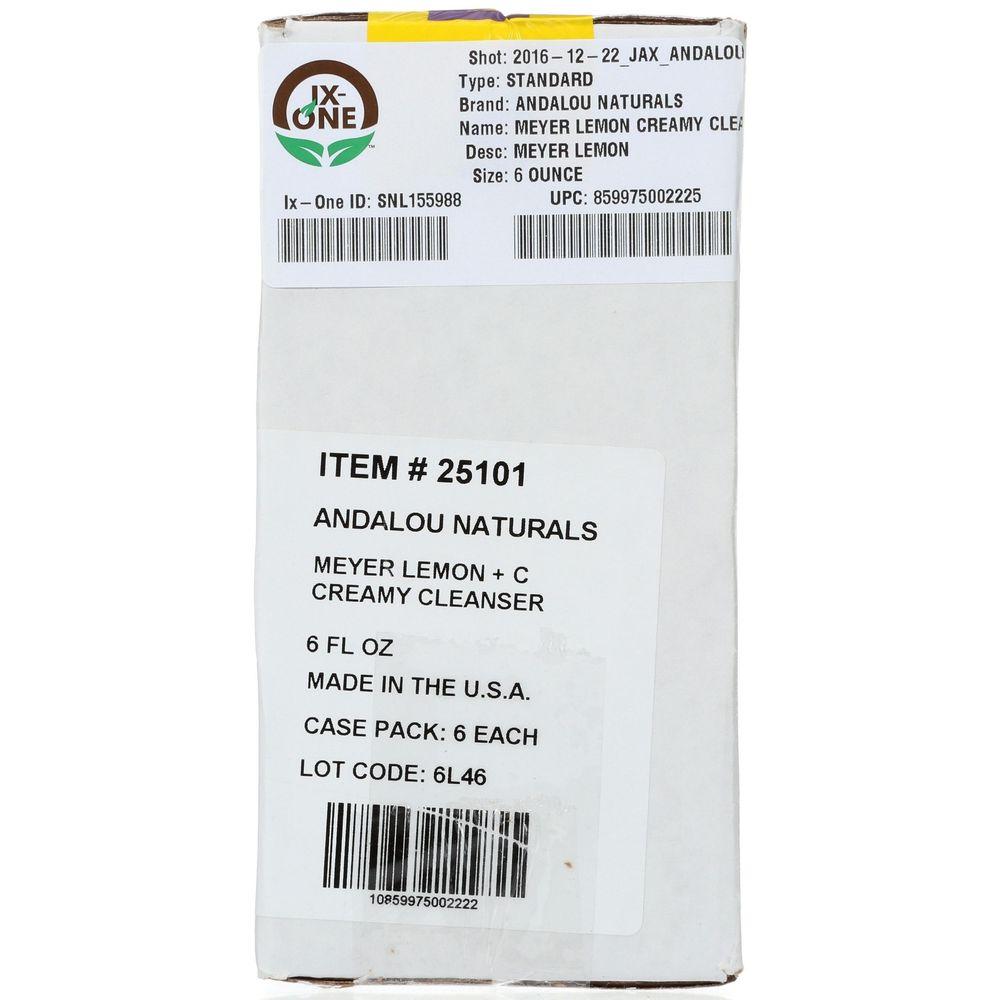 IX-
ONE
™
Shot: 2016-12-22_JAX_ANDALOU
Type: STANDARD
Brand: ANDALOU NATURALS
Name: MEYER LEMON CREAMY CLEA
Desc: MEYER LEMON
Size: 6 OUNCE
Ix-One ID: SNL155988
UPC: 859975002225
ITEM # 25101
ANDALOU NATURALS
MEYER LEMON + C
CREAMY CLEANSER
6 FL OZ
MADE IN THE U.S.A.
CASE PACK: 6 EACH
LOT CODE: 6L46
10859975002222